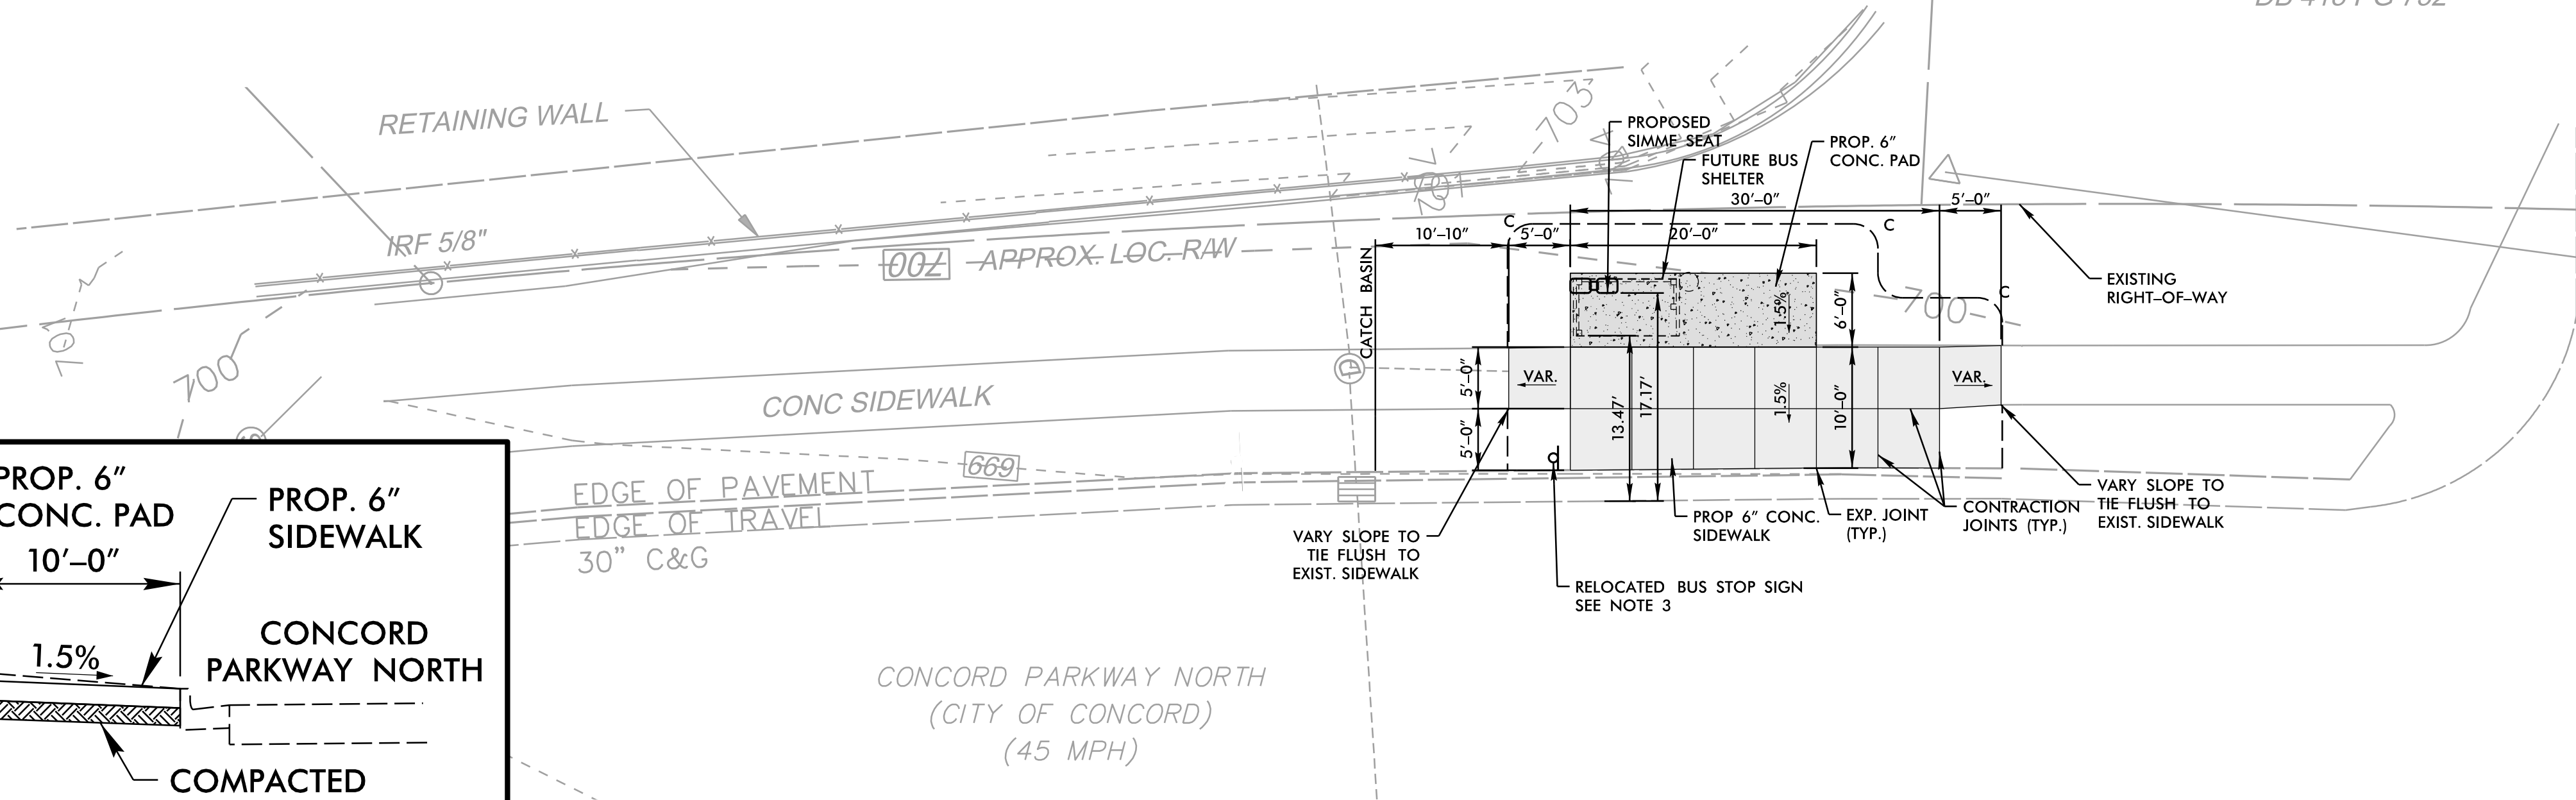 RETAINING WALL
IRF 5/8"
700
APPROX. LOC. R/W
701
700
CONC SIDEWALK
699
EDGE OF PAVEMENT
EDGE OF TRAVEL
30" C&G
CONCORD PARKWAY NORTH
(CITY OF CONCORD)
(45 MPH)
703
701
D
CATCH BASIN
PROPOSED
SIMME SEAT
FUTURE BUS
SHELTER
PROP. 6"
CONC. PAD
30'–0"
5'–0"
10'–10"
5'–0"
20'–0"
C
C
C
EXISTING
RIGHT–OF–WAY
700
1.5%
6'–0"
5'–0"
VAR.
13.47'
17.17'
1.5%
10'–0"
VAR.
5'–0"
VARY SLOPE TO
TIE FLUSH TO
EXIST. SIDEWALK
RELOCATED BUS STOP SIGN
SEE NOTE 3
PROP 6" CONC.
SIDEWALK
EXP. JOINT
(TYP.)
CONTRACTION
JOINTS (TYP.)
VARY SLOPE TO
TIE FLUSH TO
EXIST. SIDEWALK
PROP. 6"
CONC. PAD
10'–0"
PROP. 6"
SIDEWALK
1.5%
CONCORD
PARKWAY NORTH
COMPACTED